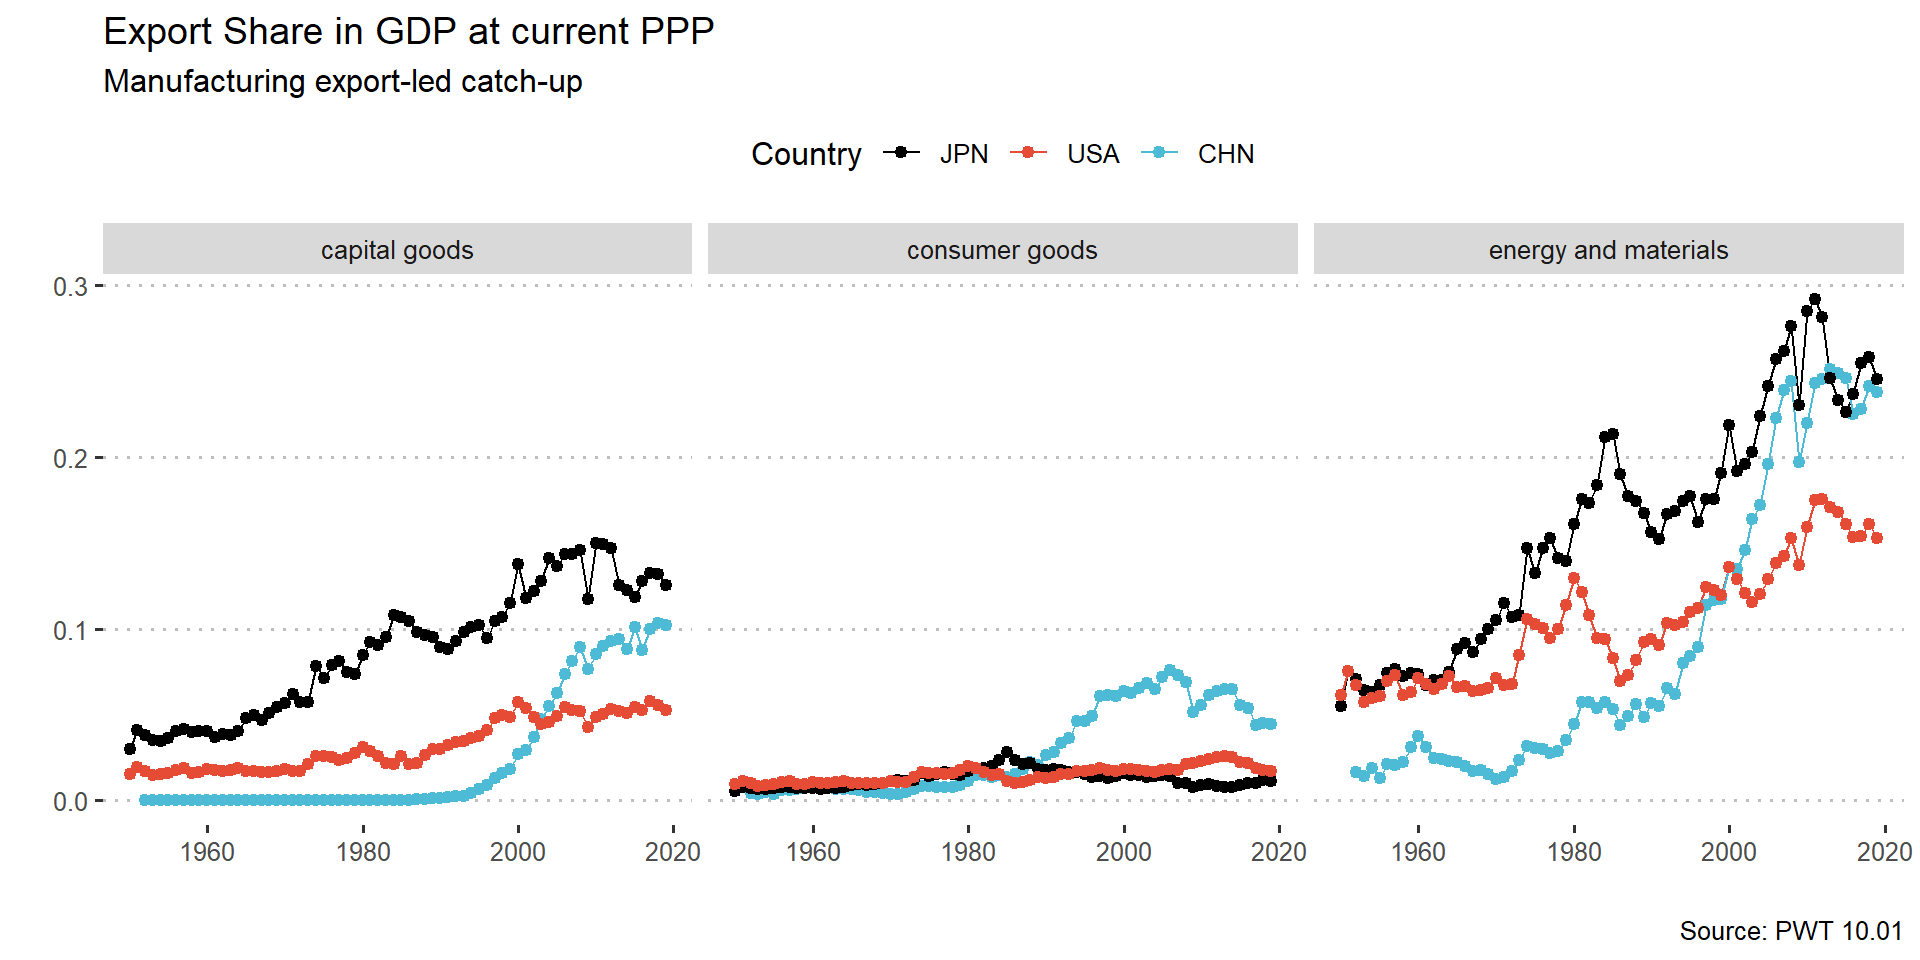 Export Share in GDP at current PPP
Manufacturing export-led catch-up
Country JPN USA CHN
capital goods consumer goods energy and materials
0.3
0.2
0.1
0.0
1960 1980 2000 2020 1960 1980 2000 2020 1960 1980 2000 2020
Source: PWT 10.01